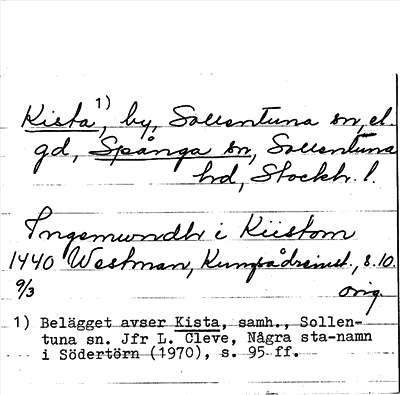 Kista¹⁾, by, Sollentuna sn, el.
gd, Spånga sn, Sollentuna
hd, Stockh. l.
Ingemundh i Kiistom
1440 Westman, Kungsådreinvt., s. 10.
9/3 orig.
1) Belägget avser Kista, samh., Sollen-
tuna sn. Jfr L. Cleve, Några sta-namn
i Södertörn (1970), s. 95 ff.